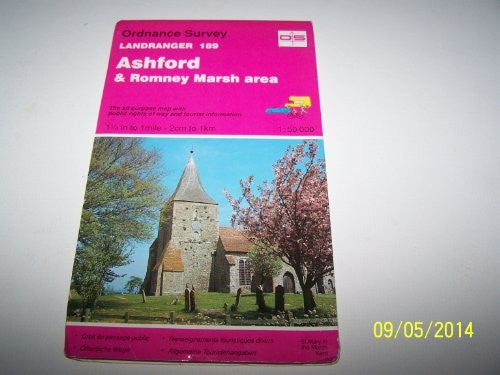 Ordnance Survey
OS
LANDRANGER 189
Ashford
& Romney Marsh area
The all purpose map with
public rights of way and tourist information
1¼ in to 1 mile - 2cm to 1km
1:50 000
• Droit de passage public
• Renseignements touristiques divers
• Öffentliche Wege
• Allgemeine Touristenangaben
St Mary in
the Marsh
Kent
09/05/2014